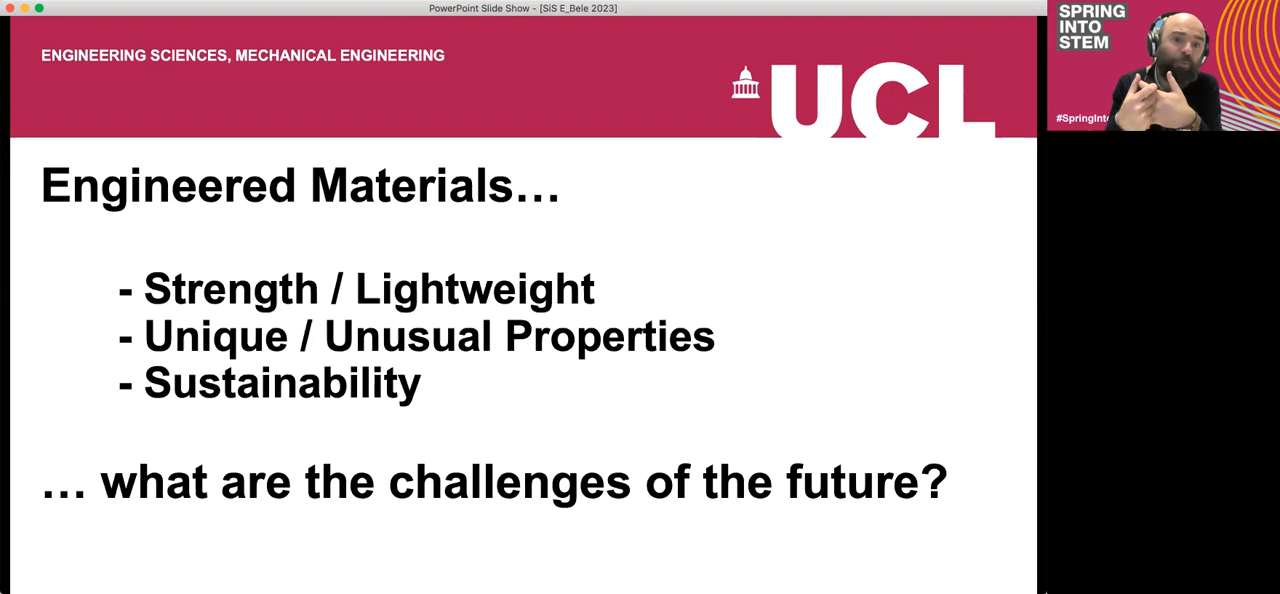 PowerPoint Slide Show - [SiS E_Bele 2023]
ENGINEERING SCIENCES, MECHANICAL ENGINEERING
UCL
Engineered Materials…
- Strength / Lightweight
- Unique / Unusual Properties
- Sustainability
… what are the challenges of the future?
SPRING
INTO
STEM
#SpringInto